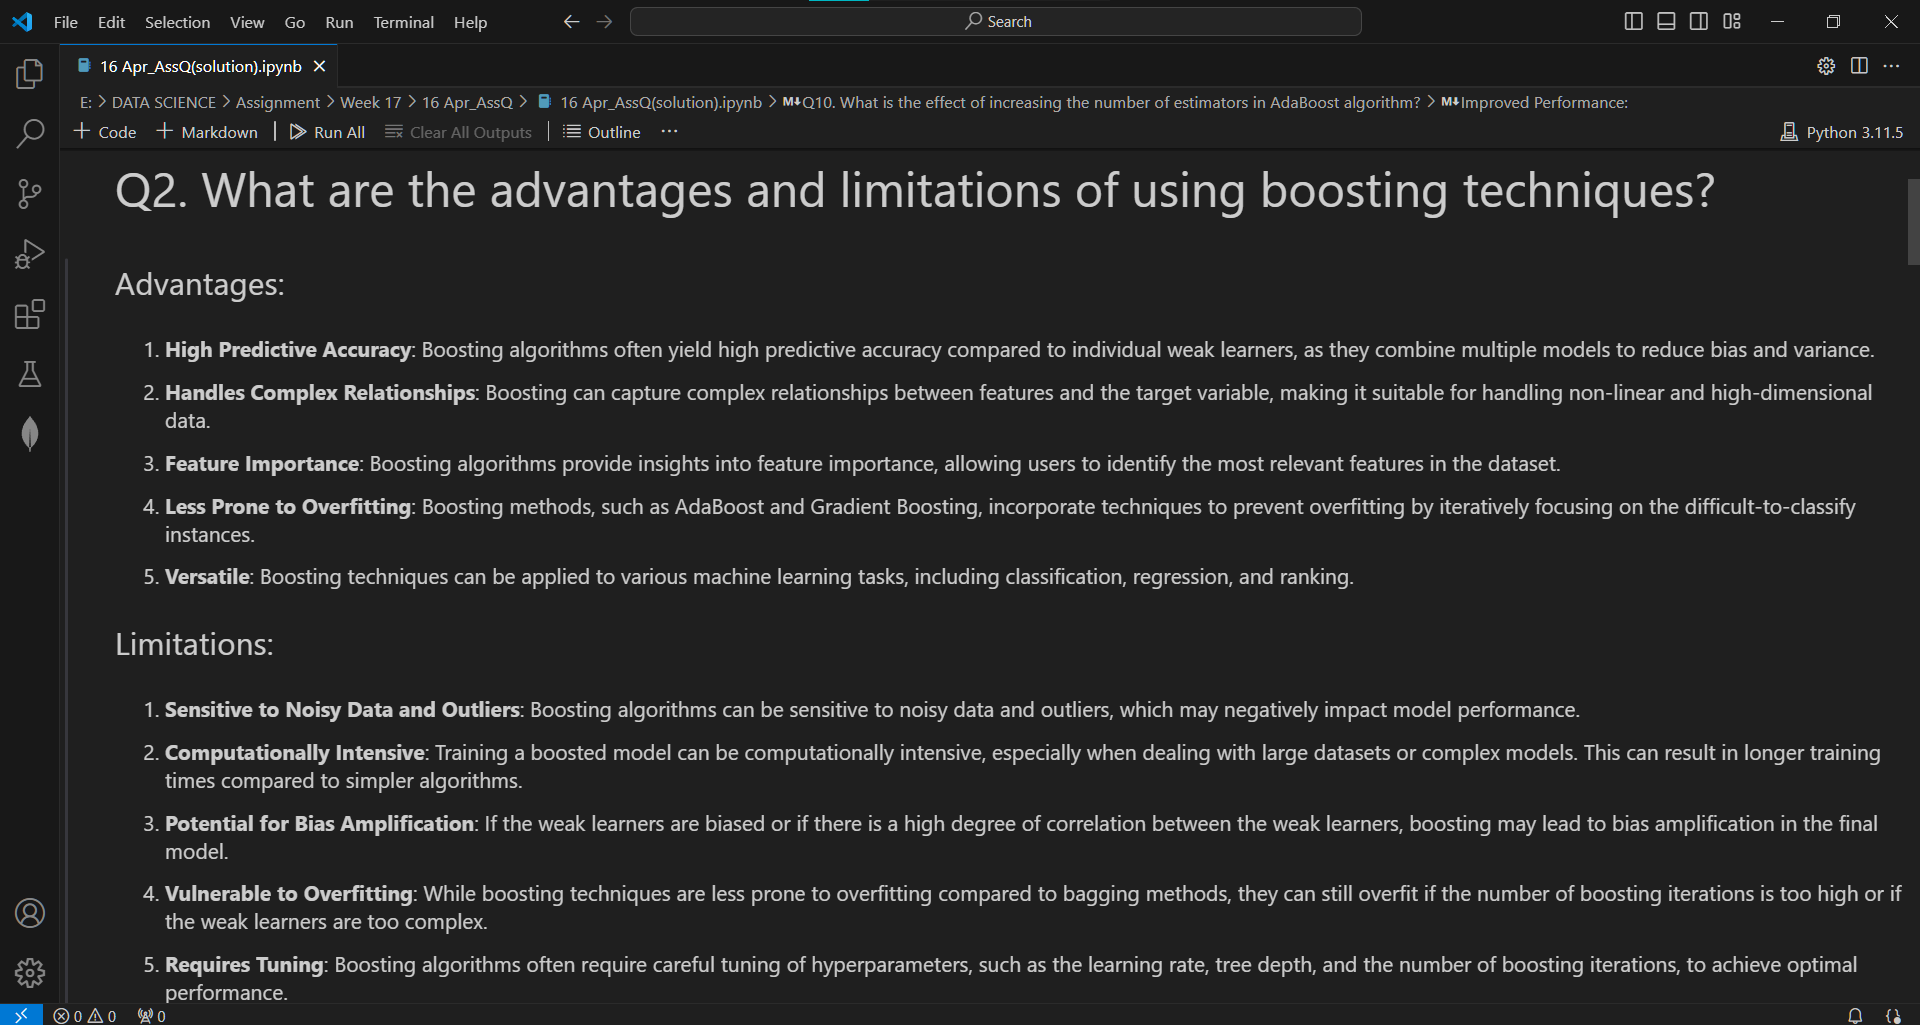 File Edit Selection View Go Run Terminal Help Search
16 Apr_AssQ(solution).ipynb
E: > DATA SCIENCE > Assignment > Week 17 > 16 Apr_AssQ > 16 Apr_AssQ(solution).ipynb > M↓Q10. What is the effect of increasing the number of estimators in AdaBoost algorithm? > M↓Improved Performance:
+ Code + Markdown | Run All Clear All Outputs | Outline ··· Python 3.11.5
Q2. What are the advantages and limitations of using boosting techniques?
Advantages:
1. High Predictive Accuracy: Boosting algorithms often yield high predictive accuracy compared to individual weak learners, as they combine multiple models to reduce bias and variance.
2. Handles Complex Relationships: Boosting can capture complex relationships between features and the target variable, making it suitable for handling non-linear and high-dimensional
data.
3. Feature Importance: Boosting algorithms provide insights into feature importance, allowing users to identify the most relevant features in the dataset.
4. Less Prone to Overfitting: Boosting methods, such as AdaBoost and Gradient Boosting, incorporate techniques to prevent overfitting by iteratively focusing on the difficult-to-classify
instances.
5. Versatile: Boosting techniques can be applied to various machine learning tasks, including classification, regression, and ranking.
Limitations:
1. Sensitive to Noisy Data and Outliers: Boosting algorithms can be sensitive to noisy data and outliers, which may negatively impact model performance.
2. Computationally Intensive: Training a boosted model can be computationally intensive, especially when dealing with large datasets or complex models. This can result in longer training
times compared to simpler algorithms.
3. Potential for Bias Amplification: If the weak learners are biased or if there is a high degree of correlation between the weak learners, boosting may lead to bias amplification in the final
model.
4. Vulnerable to Overfitting: While boosting techniques are less prone to overfitting compared to bagging methods, they can still overfit if the number of boosting iterations is too high or if
the weak learners are too complex.
5. Requires Tuning: Boosting algorithms often require careful tuning of hyperparameters, such as the learning rate, tree depth, and the number of boosting iterations, to achieve optimal
performance.
0 0 0